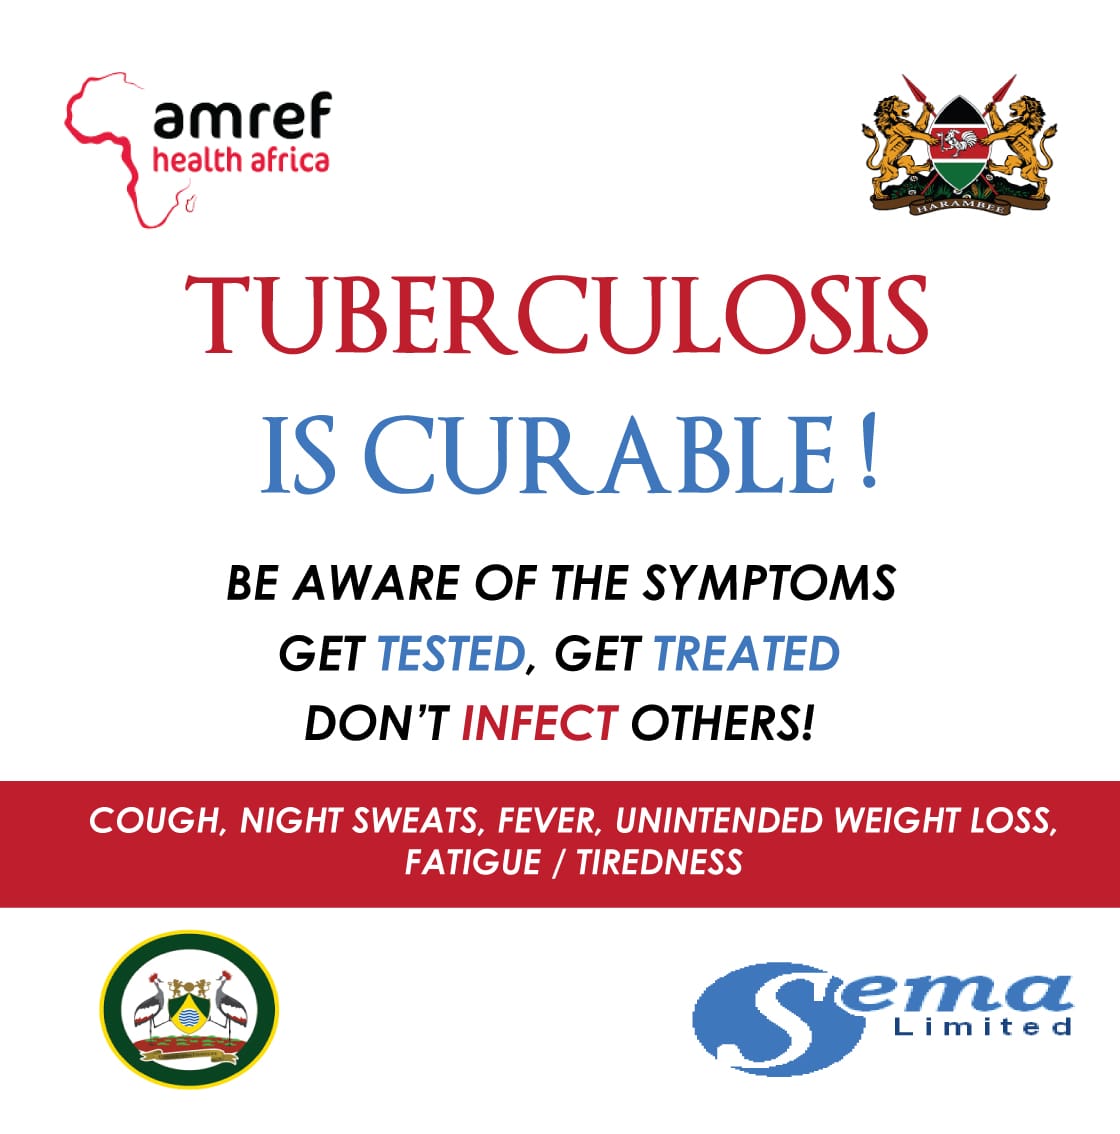 amref
health africa
HARAMBEE
TUBERCULOSIS
IS CURABLE !
BE AWARE OF THE SYMPTOMS
GET TESTED, GET TREATED
DON'T INFECT OTHERS!
COUGH, NIGHT SWEATS, FEVER, UNINTENDED WEIGHT LOSS,
FATIGUE / TIREDNESS
Sema
Limited